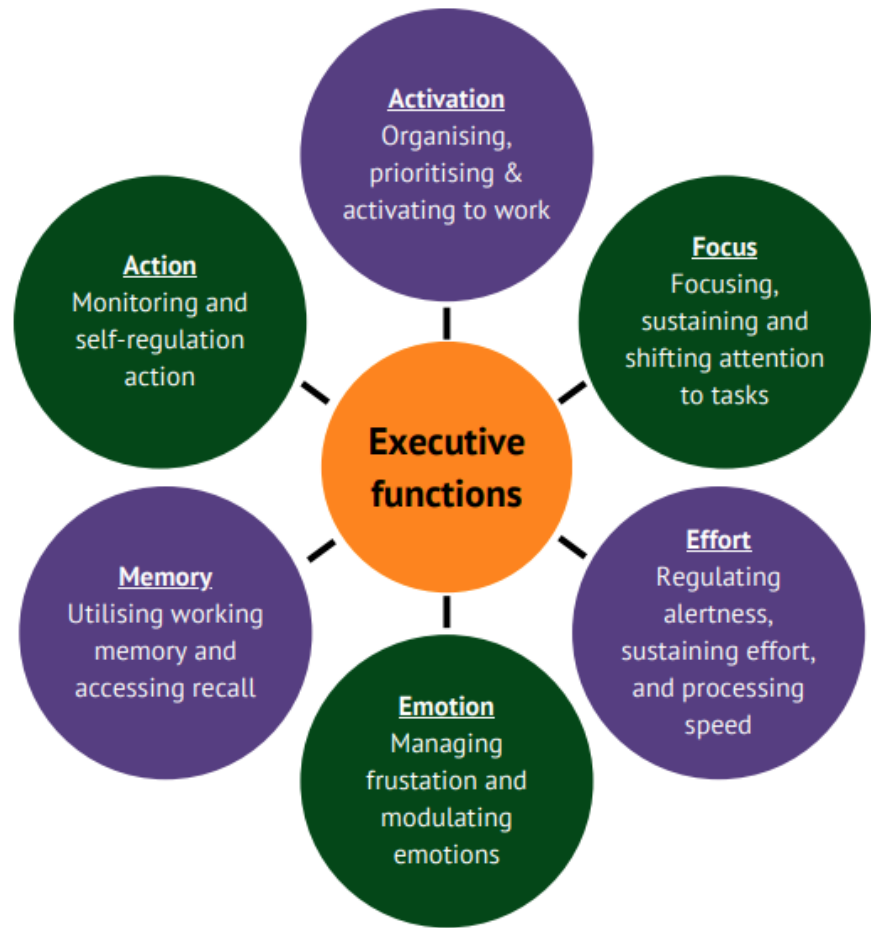 Activation
Organising,
prioritising &
activating to work
Focus
Focusing,
sustaining and
shifting attention
to tasks
Effort
Regulating
alertness,
sustaining effort,
and processing
speed
Emotion
Managing
frustation and
modulating
emotions
Memory
Utilising working
memory and
accessing recall
Action
Monitoring and
self-regulation
action
Executive
functions